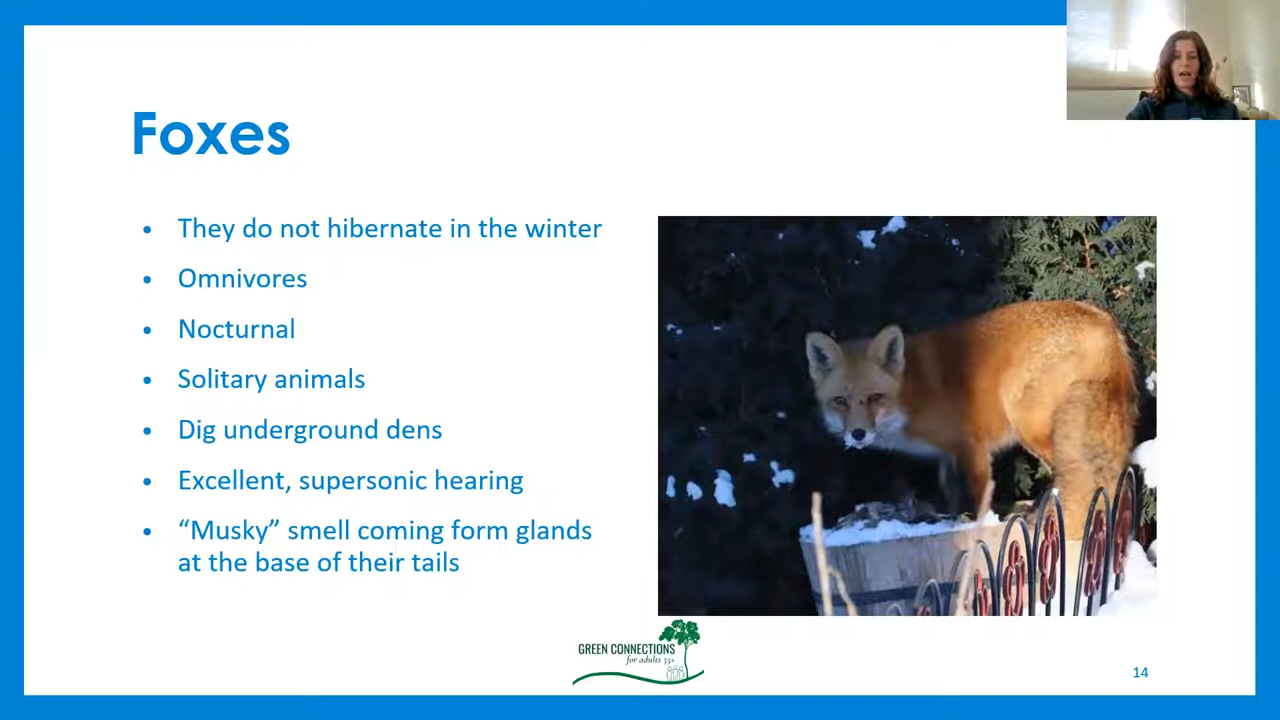 Foxes
• They do not hibernate in the winter
• Omnivores
• Nocturnal
• Solitary animals
• Dig underground dens
• Excellent, supersonic hearing
• “Musky” smell coming form glands
at the base of their tails
GREEN CONNECTIONS
for adults 55+
14